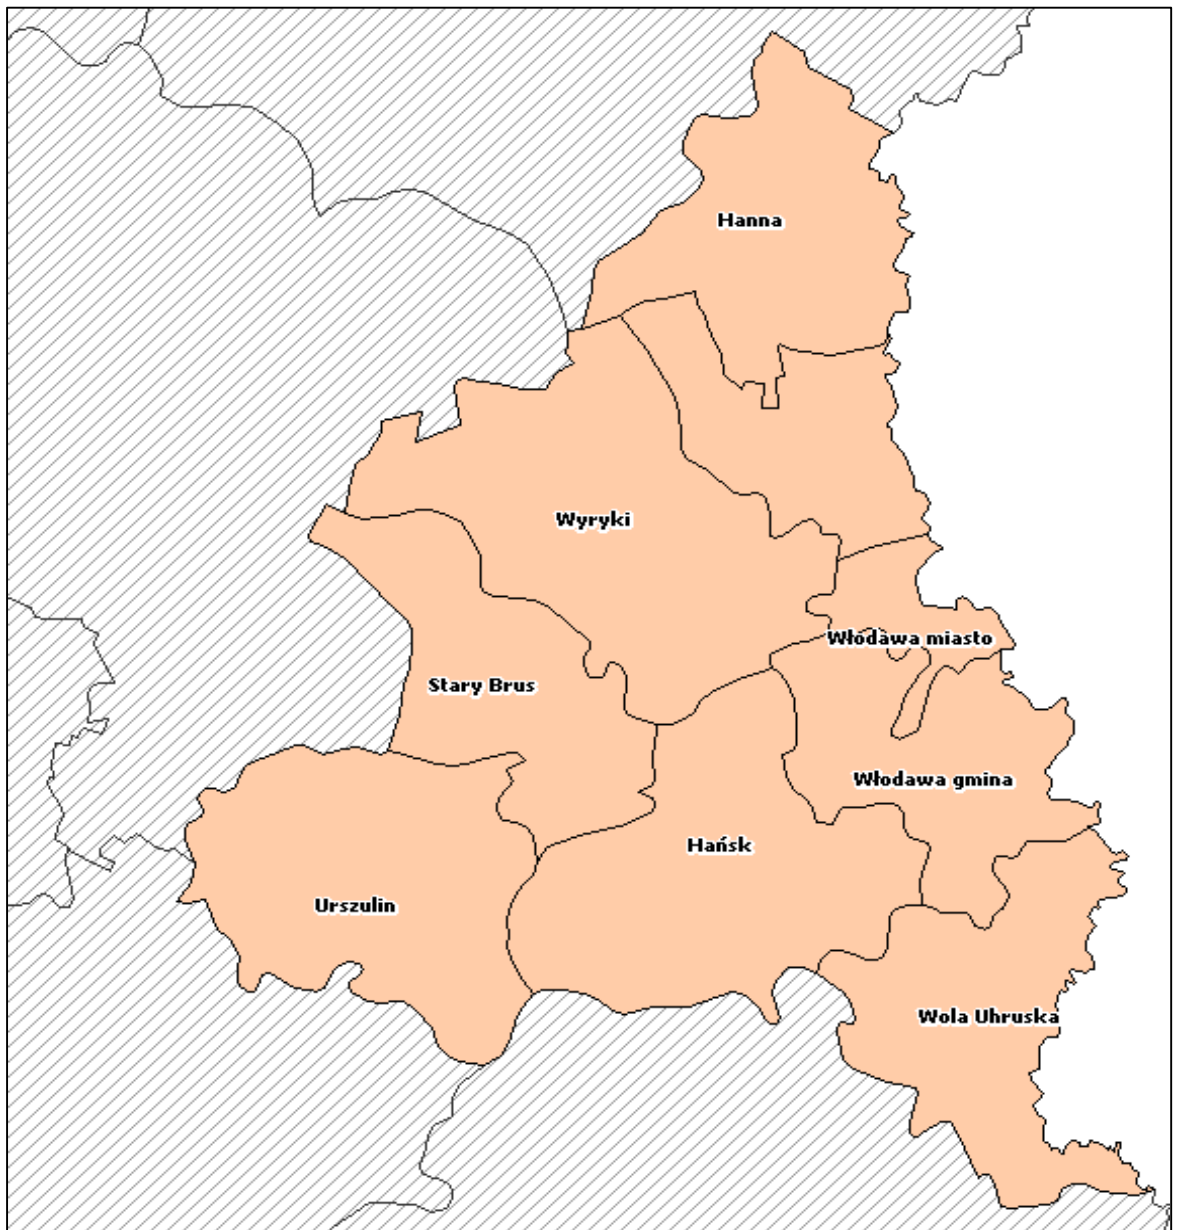 Hanna
Wyryki
Włodawa miasto
Stary Brus
Włodawa gmina
Hańsk
Urszulin
Wola Uhruska